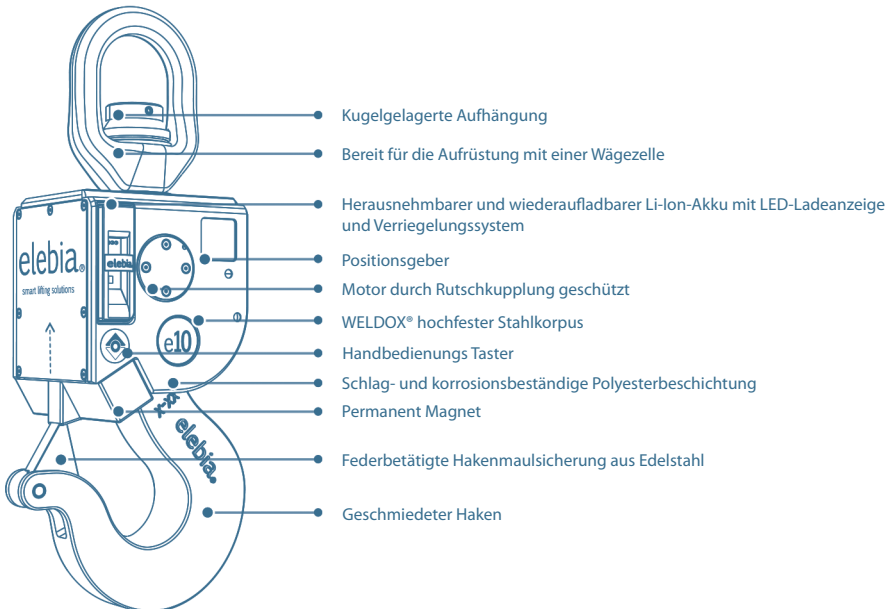 Kugelgelagerte Aufhängung
Bereit für die Aufrüstung mit einer Wägezelle
Herausnehmbarer und wiederaufladbarer Li-Ion-Akku mit LED-Ladeanzeige
und Verriegelungssystem
elebia®
smart lifting solutions
elebia
Positionsgeber
Motor durch Rutschkupplung geschützt
WELDOX® hochfester Stahlkorpus
e10
Handbedienungs Taster
Schlag- und korrosionsbeständige Polyesterbeschichtung
x-xx
Permanent Magnet
elebia®
Federbetätigte Hakenmaulsicherung aus Edelstahl
Geschmiedeter Haken